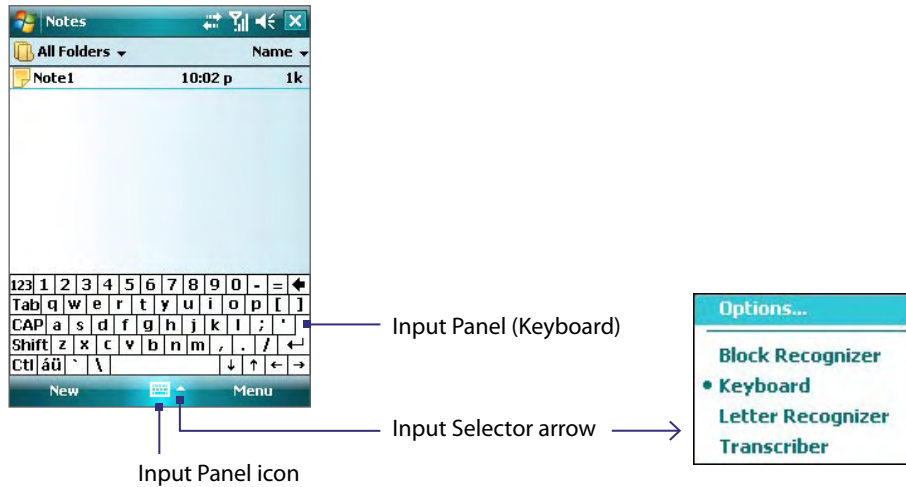 Notes
All Folders Name
Note1 10:02 p 1k
123 1 2 3 4 5 6 7 8 9 0 - =
Tab q w e r t y u i o p [ ]
CAP a s d f g h j k l ; '
Shift z x c v b n m , . /
Ctl áü ` \ ↓ ↑ ← →
New Menu
Input Panel (Keyboard)
Input Selector arrow
Input Panel icon
Options...
Block Recognizer
• Keyboard
Letter Recognizer
Transcriber